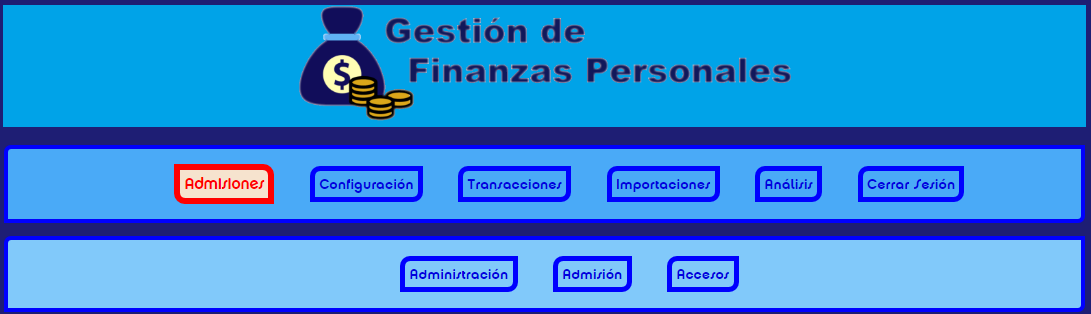 Gestión de
Finanzas Personales
$
Admisiones Configuración Transacciones Importaciones Análisis Cerrar Sesión
Administración Admisión Accesos